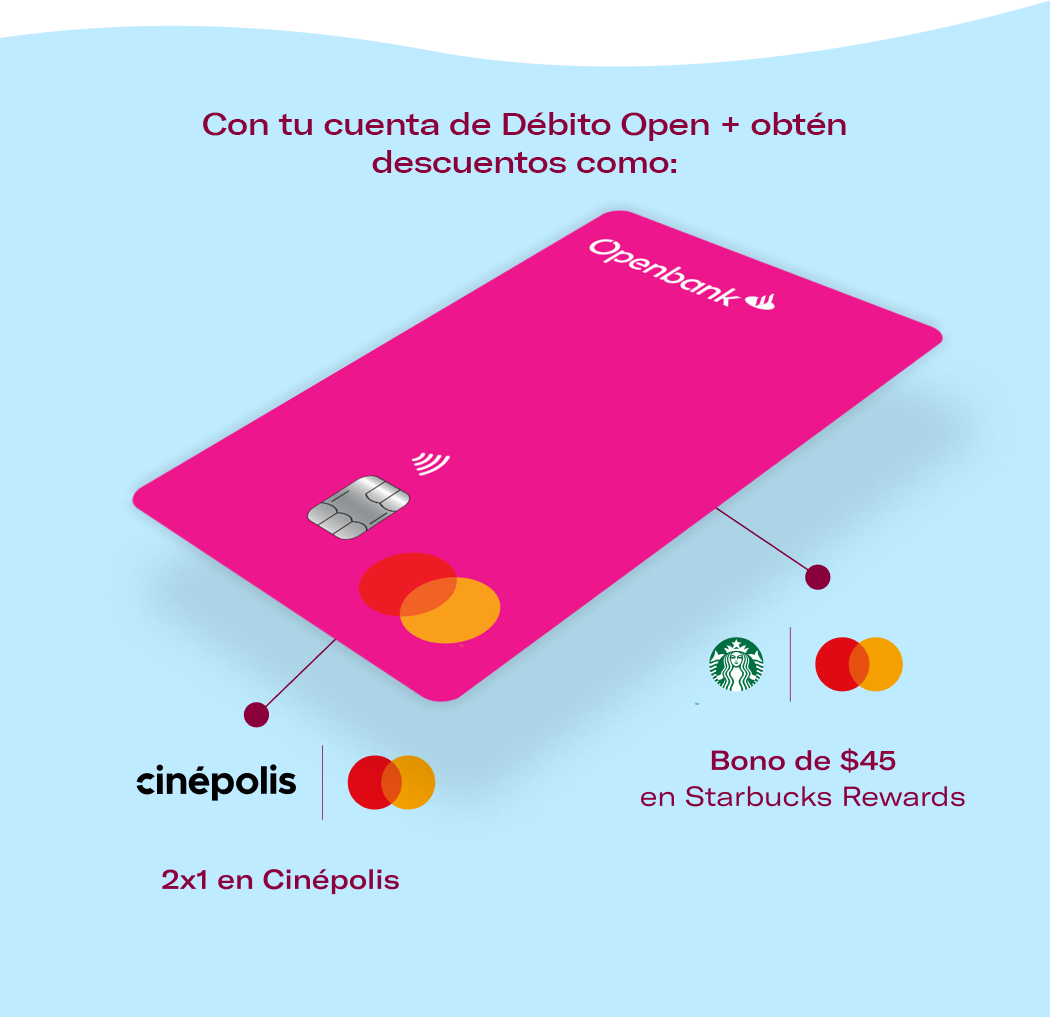 Con tu cuenta de Débito Open + obtén
descuentos como:
Openbank
cinépolis
2x1 en Cinépolis
Bono de $45
en Starbucks Rewards